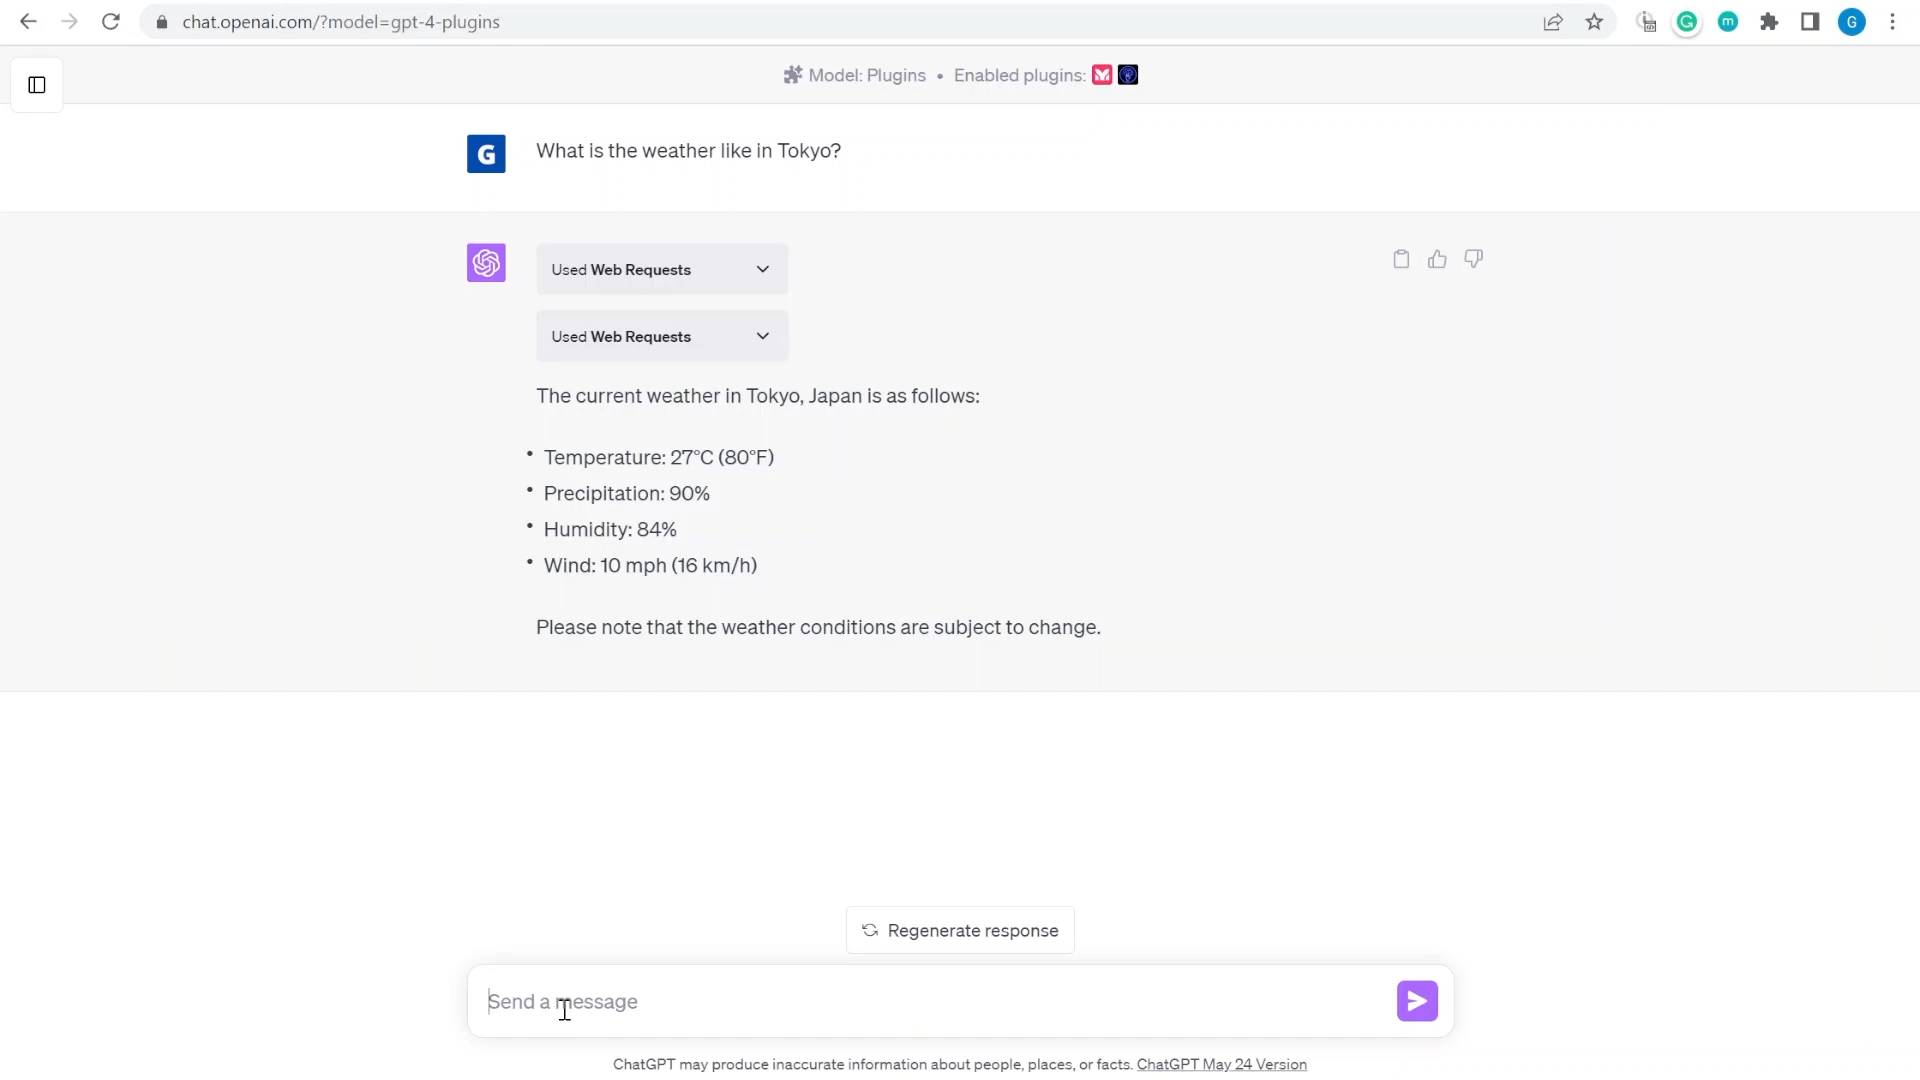 chat.openai.com/?model=gpt-4-plugins
G
m
G
Model: Plugins • Enabled plugins:
G
What is the weather like in Tokyo?
Used Web Requests
Used Web Requests
The current weather in Tokyo, Japan is as follows:
• Temperature: 27°C (80°F)
• Precipitation: 90%
• Humidity: 84%
• Wind: 10 mph (16 km/h)
Please note that the weather conditions are subject to change.
Regenerate response
Send a message
ChatGPT may produce inaccurate information about people, places, or facts. ChatGPT May 24 Version